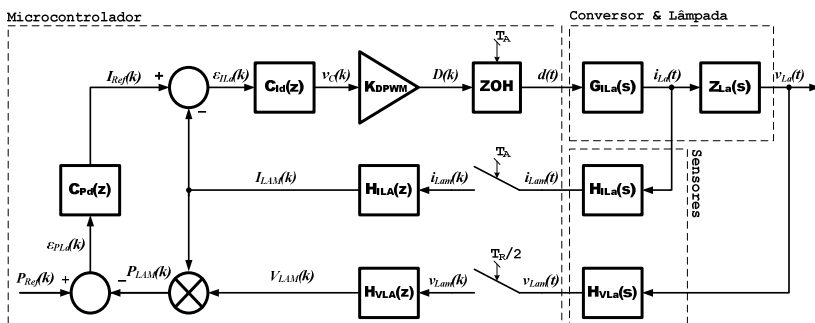 Microcontrolador
Conversor & Lâmpada
T_A
I_Ref(k)
+
ε_ILa(k)
C_Id(z)
v_C(k)
K_DPWM
D(k)
ZOH
d(t)
G_ILa(s)
i_La(t)
Z_La(s)
v_La(t)
−
C_Pd(z)
I_LAM(k)
H_ILA(z)
i_Lam(k)
T_A
i_Lam(t)
H_ILa(s)
Sensores
ε_PLa(k)
P_Ref(k)
+
−
P_LAM(k)
V_LAM(k)
H_VLA(z)
v_Lam(k)
T_R/2
v_Lam(t)
H_VLa(s)